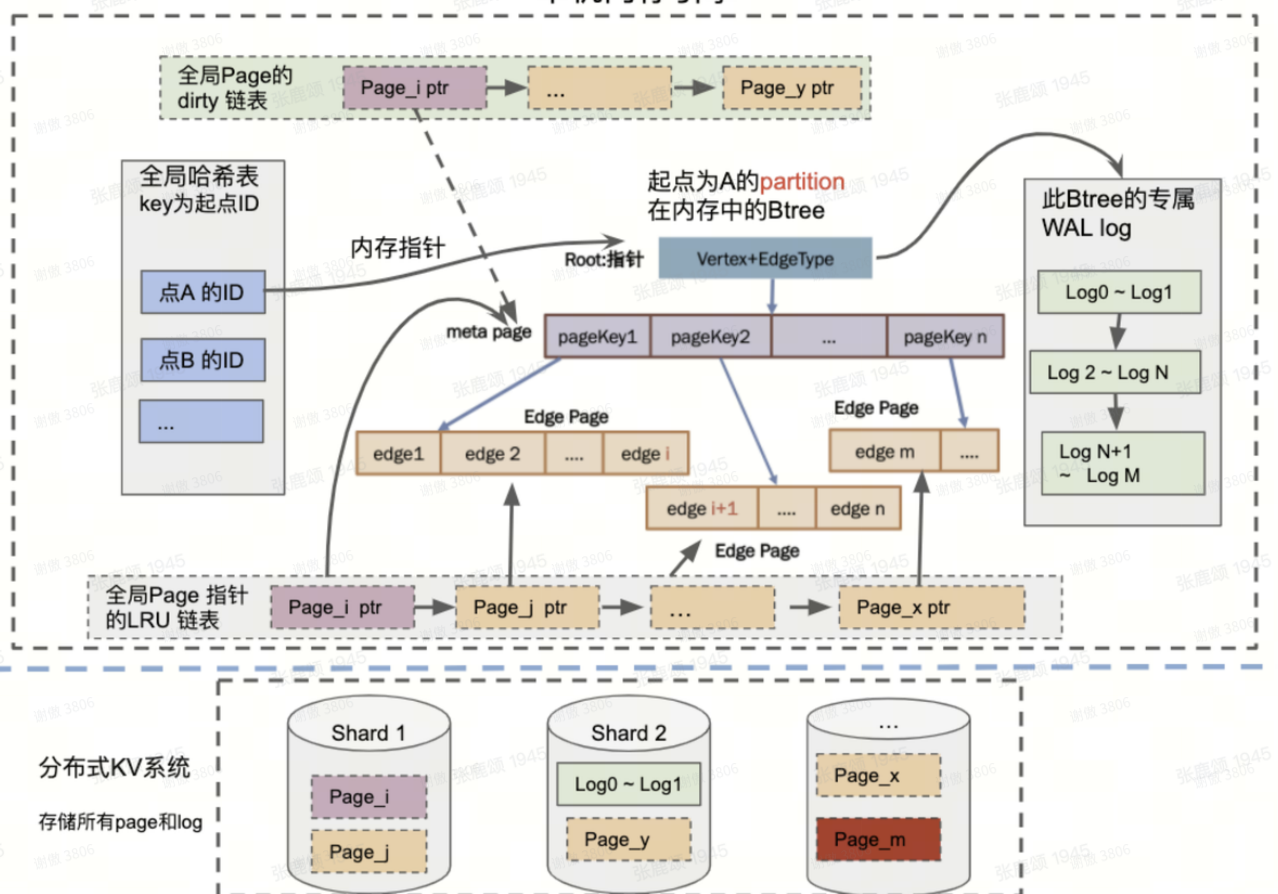 全局Page的
dirty 链表
Page_i ptr
...
Page_y ptr
全局哈希表
key为起点ID
点A 的ID
点B 的ID
...
内存指针
起点为A的partition
在内存中的Btree
Root:指针
Vertex+EdgeType
meta page
pageKey1
pageKey2
...
pageKey n
Edge Page
edge1
edge 2
....
edge i
Edge Page
edge m
....
edge i+1
....
edge n
Edge Page
此Btree的专属
WAL log
Log0 ~ Log1
Log 2 ~ Log N
Log N+1
~ Log M
全局Page 指针
的LRU 链表
Page_i ptr
Page_j ptr
...
Page_x ptr
分布式KV系统
存储所有page和log
Shard 1
Page_i
Page_j
Shard 2
Log0 ~ Log1
Page_y
...
Page_x
Page_m
张鹿颂 1945
谢傲 3806